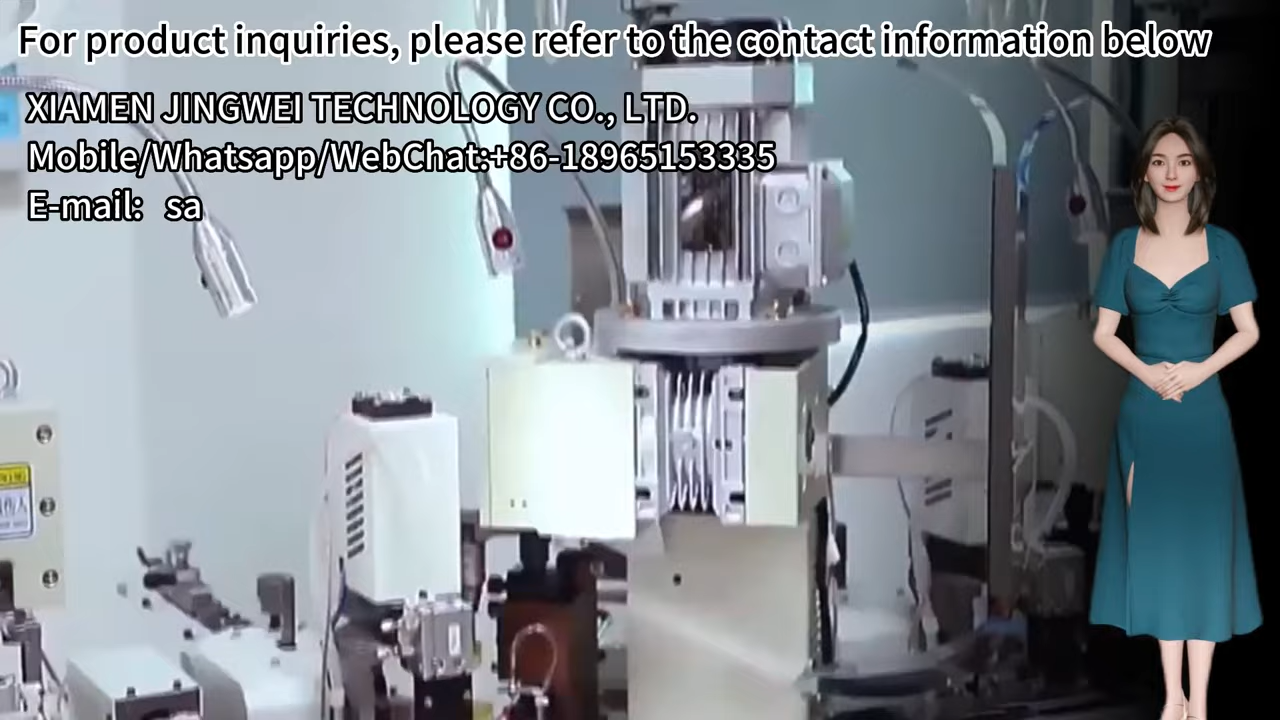 For product inquiries, please refer to the contact information below
XIAMEN JINGWEI TECHNOLOGY CO., LTD.
Mobile/Whatsapp/WebChat:+86-18965153335
E-mail: sa